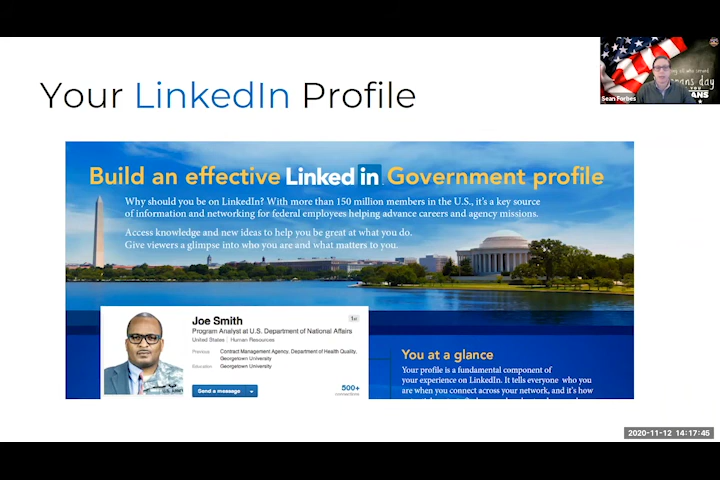 Your LinkedIn Profile
Sean Forbes
Build an effective Linked in Government profile
Why should you be on LinkedIn? With more than 150 million members in the U.S., it's a key source
of information and networking for federal employees helping advance careers and agency missions.
Access knowledge and new ideas to help you be great at what you do.
Give viewers a glimpse into who you are and what matters to you.
Joe Smith
Program Analyst at U.S. Department of National Affairs
United States | Human Resources
Previous Contract Management Agency, Department of Health Quality,
Georgetown University
Education Georgetown University
Send a message
500+
connections
U.S. ARMY
You at a glance
Your profile is a fundamental component of
your experience on LinkedIn. It tells everyone who you
are when you connect across your network, and it's how
2020-11-12 14:17:45